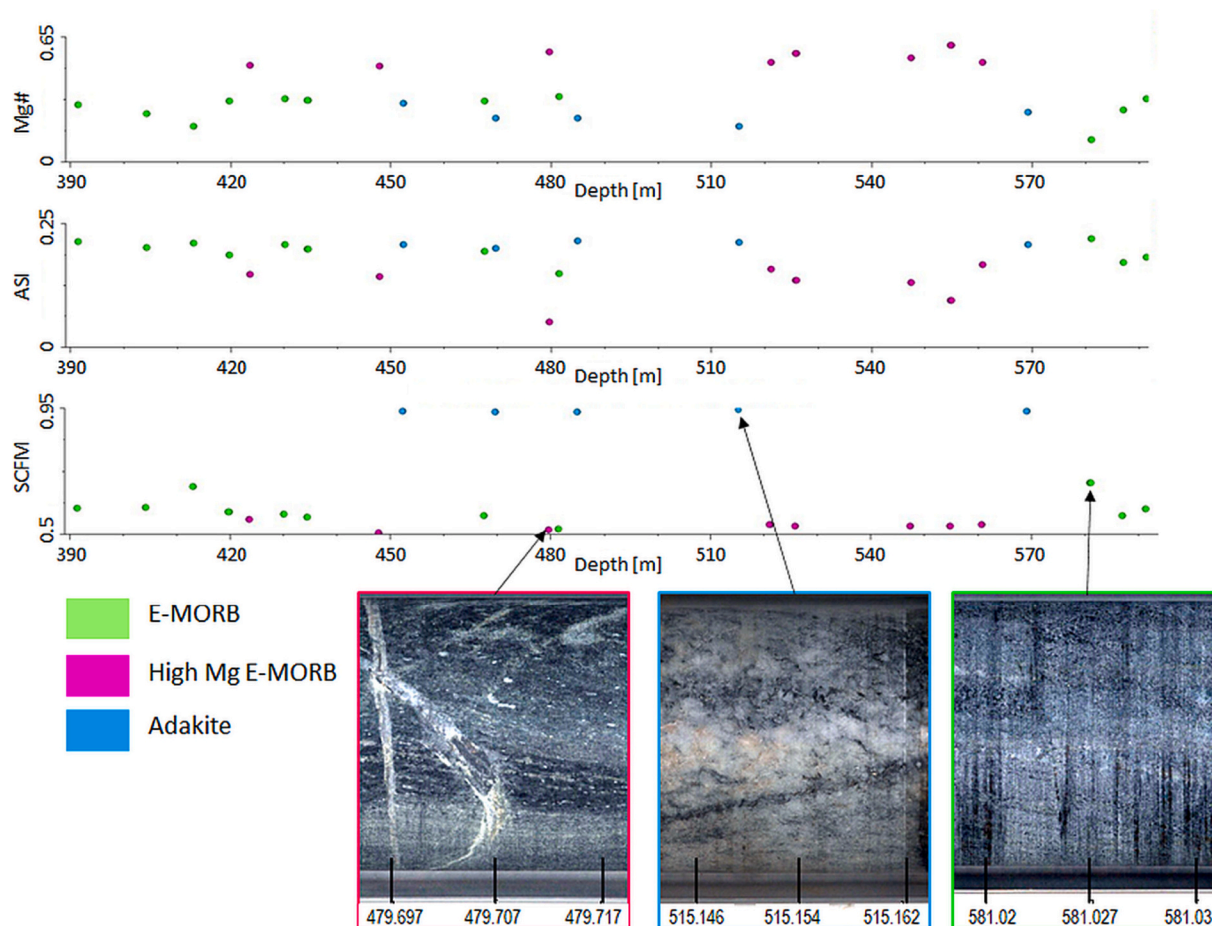 0.65
Mg#
0
390 420 450 480 510 540 570
Depth [m]
0.25
ASI
0
390 420 450 480 510 540 570
Depth [m]
0.95
SCFM
0.5
390 420 450 480 510 540 570
Depth [m]
E-MORB
High Mg E-MORB
Adakite
479.697 479.707 479.717
515.146 515.154 515.162
581.02 581.027 581.03